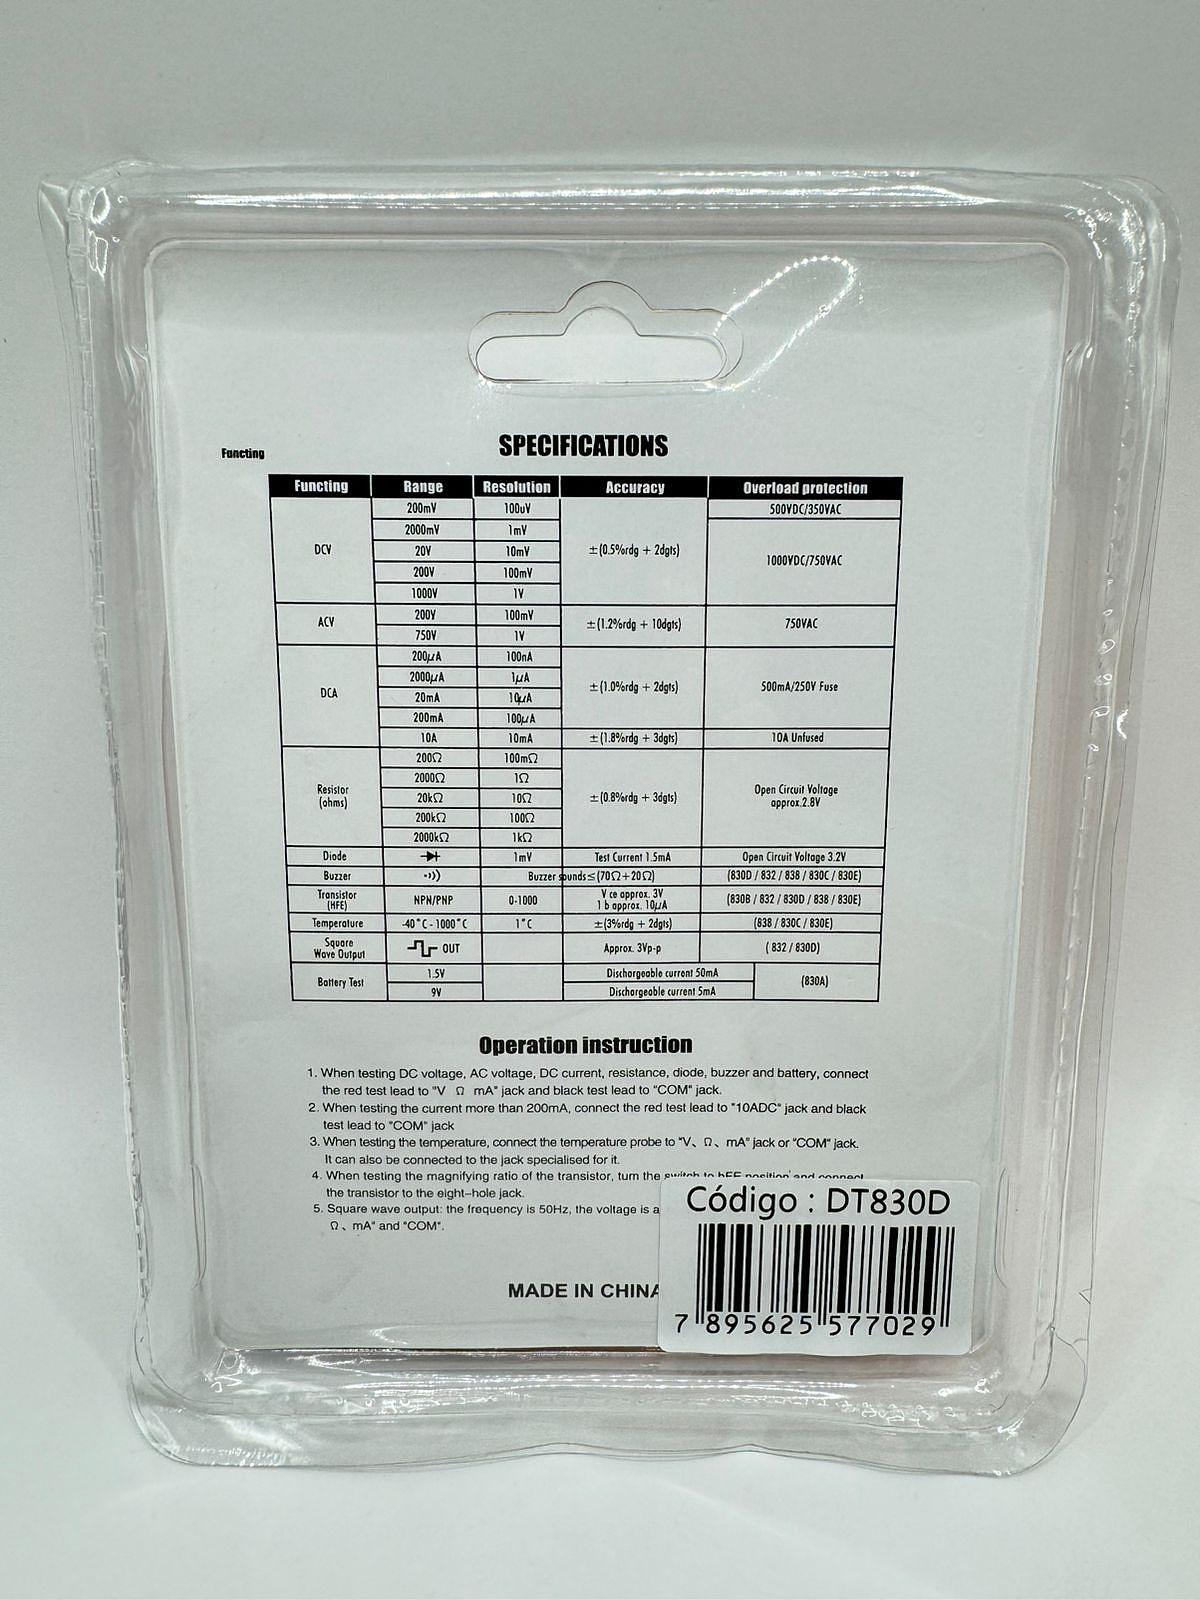 SPECIFICATIONS
Functing
Functing Range Resolution Accuracy Overload protection
DCV 200mV 100uV ±(0.5%rdg + 2dgts) 500VDC/350VAC
2000mV 1mV 1000VDC/750VAC
20V 10mV
200V 100mV
1000V 1V
ACV 200V 100mV ±(1.2%rdg + 10dgts) 750VAC
750V 1V
DCA 200μA 100nA ±(1.0%rdg + 2dgts) 500mA/250V Fuse
2000μA 1μA
20mA 10μA
200mA 100μA
10A 10mA ±(1.8%rdg + 3dgts) 10A Unfused
Resistor (ohms) 200Ω 100mΩ ±(0.8%rdg + 3dgts) Open Circuit Voltage approx.2.8V
2000Ω 1Ω
20kΩ 10Ω
200kΩ 100Ω
2000kΩ 1kΩ
Diode 1mV Test Current 1.5mA Open Circuit Voltage 3.2V
Buzzer Buzzer sounds≤(70Ω+20Ω) (830D / 832 / 838 / 830C / 830E)
Transistor (HFE) NPN/PNP 0-1000 V ce approx. 3V 1 b approx. 10μA (830B / 832 / 830D / 838 / 830E)
Temperature -40°C - 1000°C 1°C ±(3%rdg + 2dgts) (838 / 830C / 830E)
Square Wave Output OUT Approx. 3Vp-p ( 832 / 830D)
Battery Test 1.5V Dischargeable current 50mA (830A)
9V Dischargeable current 5mA
Operation instruction
1. When testing DC voltage, AC voltage, DC current, resistance, diode, buzzer and battery, connect
the red test lead to "V Ω mA" jack and black test lead to "COM" jack.
2. When testing the current more than 200mA, connect the red test lead to "10ADC" jack and black
test lead to "COM" jack
3. When testing the temperature, connect the temperature probe to "V、Ω、mA" jack or "COM" jack.
It can also be connected to the jack specialised for it.
4. When testing the magnifying ratio of the transistor, turn the switch to hFE position and connect
the transistor to the eight-hole jack.
5. Square wave output: the frequency is 50Hz, the voltage is
Ω、mA" and "COM".
MADE IN CHINA
Código : DT830D
7 895625 577029